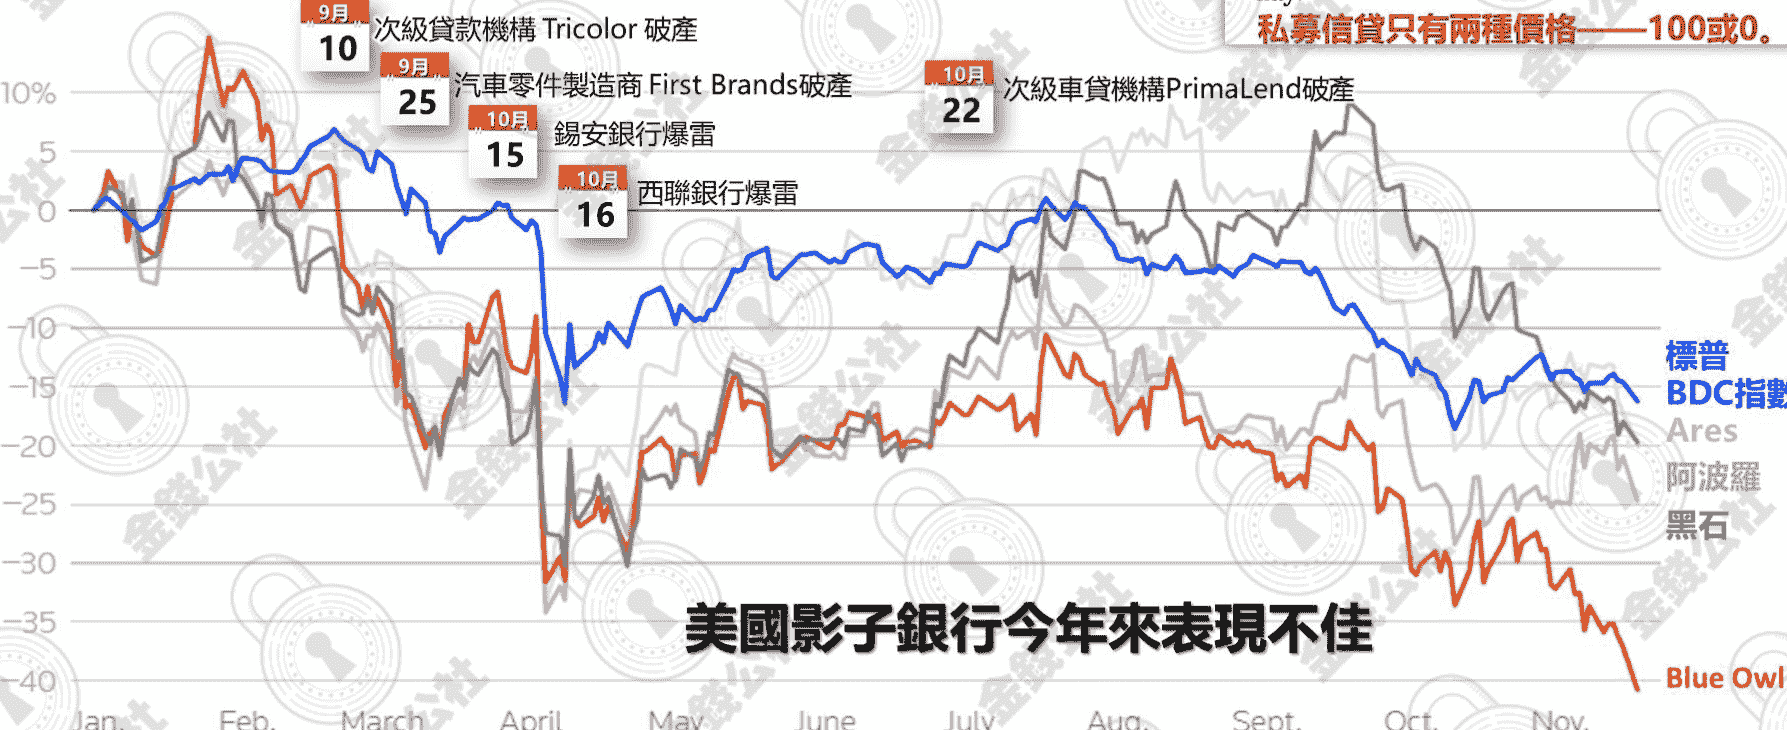 9月
10
次級貸款機構 Tricolor 破產
9月
25
汽車零件製造商 First Brands破產
10月
15
錫安銀行爆雷
10月
16
西聯銀行爆雷
10月
22
次級車貸機構PrimaLend破產
私募信貸只有兩種價格——100或0。
10%
5
0
−5
−10
−15
−20
−25
−30
−35
−40
標普
BDC指數
Ares
阿波羅
黑石
Blue Owl
美國影子銀行今年來表現不佳
Jan.
Feb.
March
April
May
June
July
Aug.
Sept.
Oct.
Nov.
金錢公社